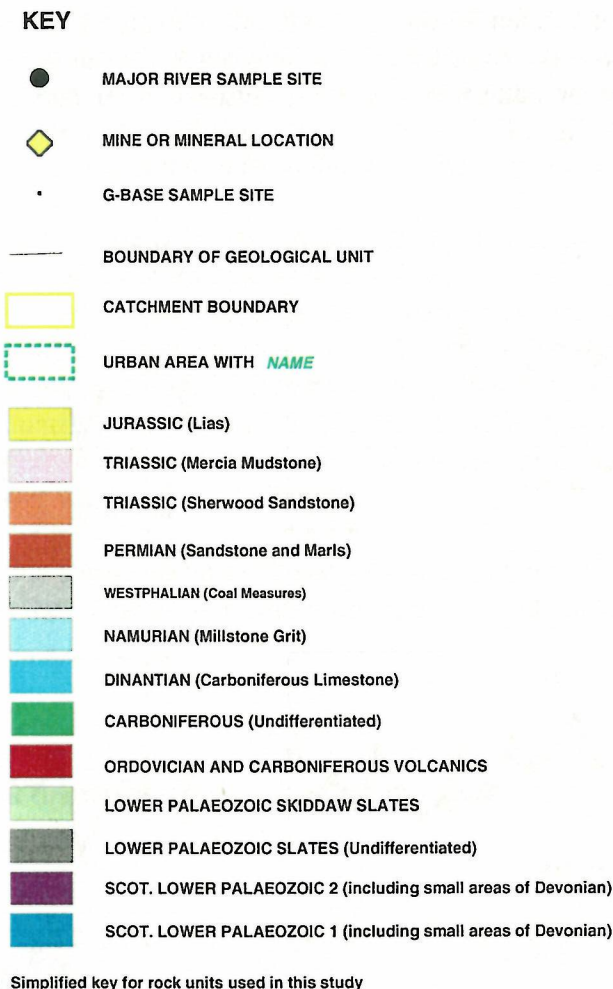 KEY
MAJOR RIVER SAMPLE SITE
MINE OR MINERAL LOCATION
G-BASE SAMPLE SITE
BOUNDARY OF GEOLOGICAL UNIT
CATCHMENT BOUNDARY
URBAN AREA WITH NAME
JURASSIC (Lias)
TRIASSIC (Mercia Mudstone)
TRIASSIC (Sherwood Sandstone)
PERMIAN (Sandstone and Marls)
WESTPHALIAN (Coal Measures)
NAMURIAN (Millstone Grit)
DINANTIAN (Carboniferous Limestone)
CARBONIFEROUS (Undifferentiated)
ORDOVICIAN AND CARBONIFEROUS VOLCANICS
LOWER PALAEOZOIC SKIDDAW SLATES
LOWER PALAEOZOIC SLATES (Undifferentiated)
SCOT. LOWER PALAEOZOIC 2 (including small areas of Devonian)
SCOT. LOWER PALAEOZOIC 1 (including small areas of Devonian)
Simplified key for rock units used in this study